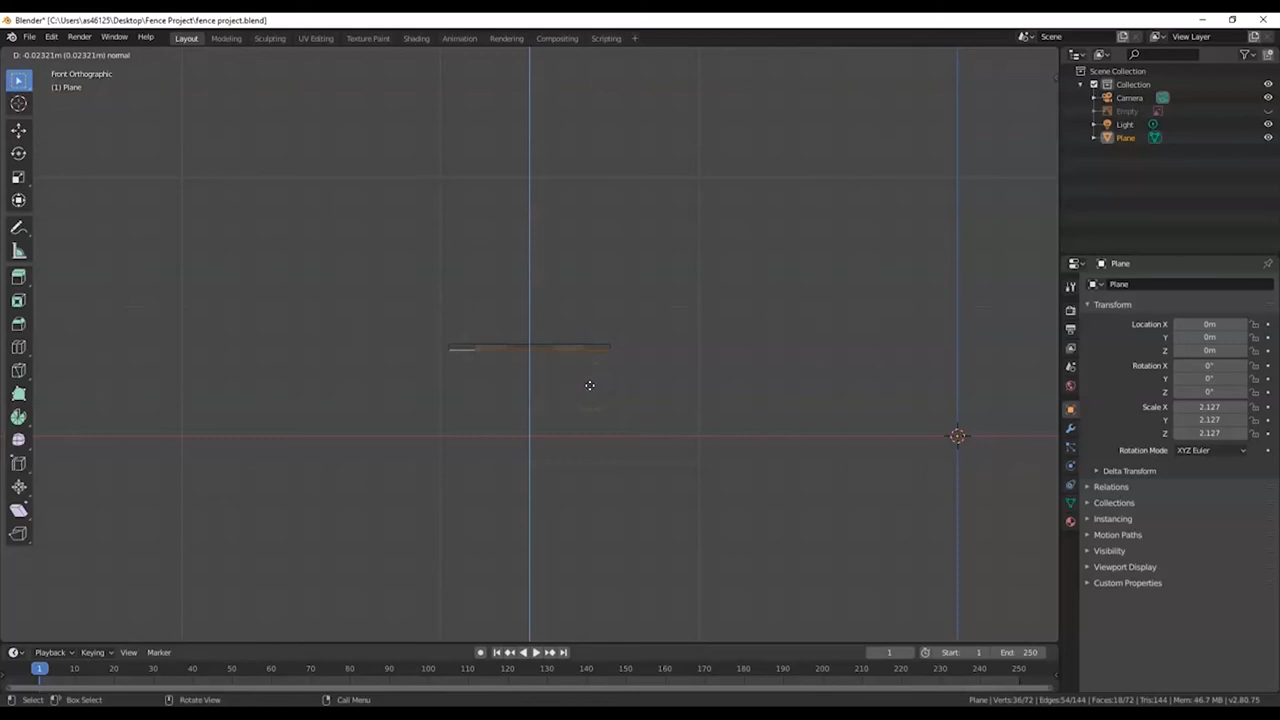 Blender* [C:\Users\as46125\Desktop\Fence Project\fence project.blend]
File Edit Render Window Help Layout Modeling Sculpting UV Editing Texture Paint Shading Animation Rendering Compositing Scripting + Scene View Layer
D: -0.02321m (0.02321m) normal
Front Orthographic
(1) Plane
Scene Collection
Collection
Camera
Empty
Light
Plane
Plane
Plane
Transform
Location X 0m
Y 0m
Z 0m
Rotation X 0°
Y 0°
Z 0°
Scale X 2.127
Y 2.127
Z 2.127
Rotation Mode XYZ Euler
Delta Transform
Relations
Collections
Instancing
Motion Paths
Visibility
Viewport Display
Custom Properties
Playback Keying View Marker 1 Start: 1 End: 250
1 10 20 30 40 50 60 70 80 90 100 110 120 130 140 150 160 170 180 190 200 210 220 230 240 250
Select Box Select Rotate View Call Menu Plane | Verts:36/72 | Edges:54/144 | Faces:18/72 | Tris:144 | Mem: 46.7 MB | v2.80.75